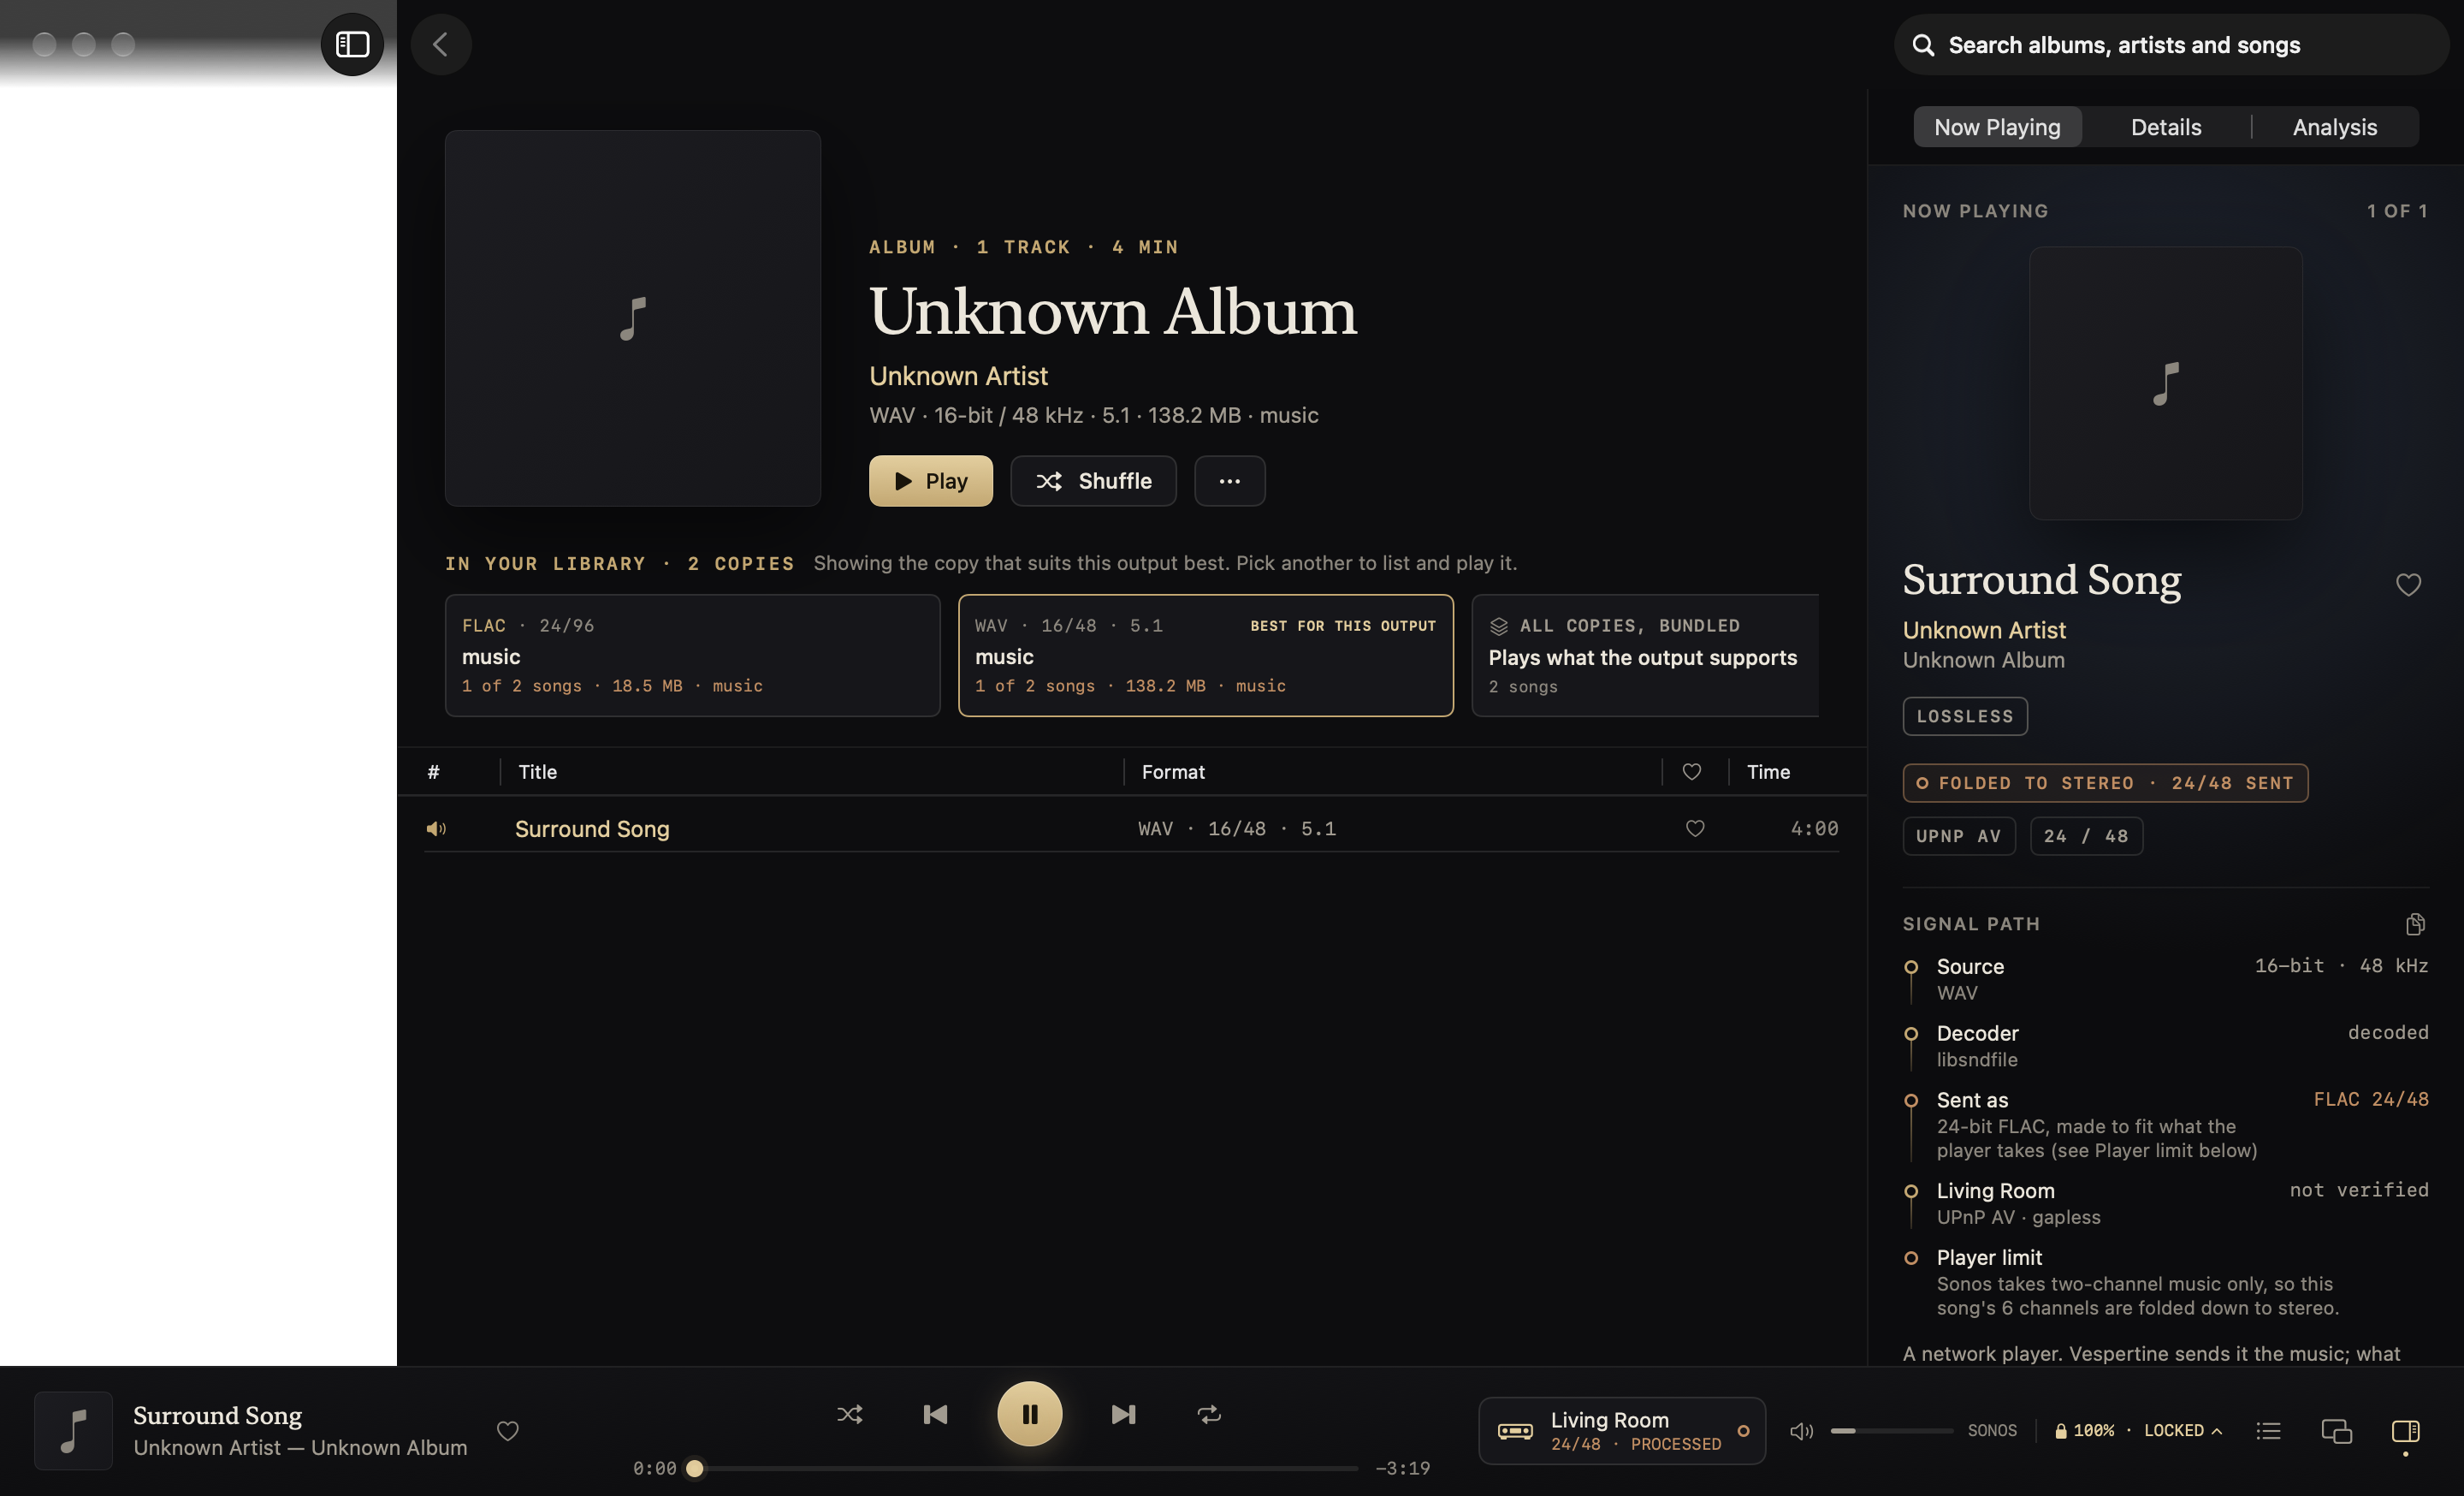 Search albums, artists and songs
ALBUM · 1 TRACK · 4 MIN
Unknown Album
Unknown Artist
WAV · 16-bit / 48 kHz · 5.1 · 138.2 MB · music
Play
Shuffle
IN YOUR LIBRARY · 2 COPIES Showing the copy that suits this output best. Pick another to list and play it.
FLAC · 24/96
music
1 of 2 songs · 18.5 MB · music
WAV · 16/48 · 5.1 BEST FOR THIS OUTPUT
music
1 of 2 songs · 138.2 MB · music
ALL COPIES, BUNDLED
Plays what the output supports
2 songs
# Title Format Time
Surround Song WAV · 16/48 · 5.1 4:00
Now Playing Details Analysis
NOW PLAYING 1 OF 1
Surround Song
Unknown Artist
Unknown Album
LOSSLESS
FOLDED TO STEREO · 24/48 SENT
UPNP AV 24 / 48
SIGNAL PATH
Source 16-bit · 48 kHz
WAV
Decoder decoded
libsndfile
Sent as FLAC 24/48
24-bit FLAC, made to fit what the
player takes (see Player limit below)
Living Room not verified
UPnP AV · gapless
Player limit
Sonos takes two-channel music only, so this
song's 6 channels are folded down to stereo.
A network player. Vespertine sends it the music; what
Surround Song
Unknown Artist — Unknown Album
0:00 −3:19
Living Room
24/48 · PROCESSED
SONOS
100% · LOCKED